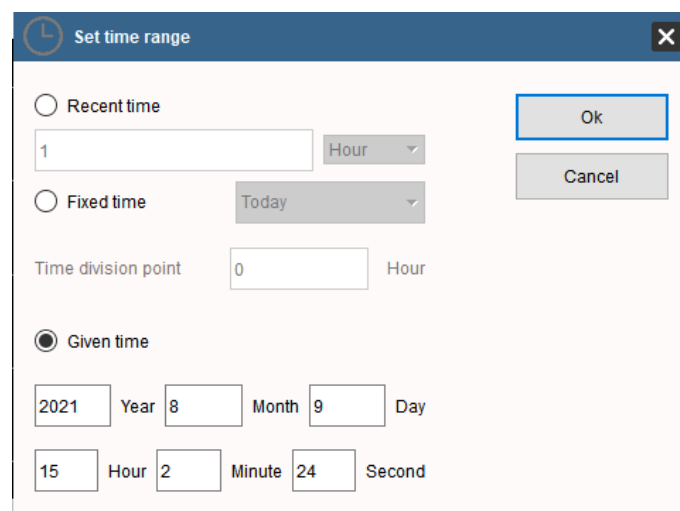 Set time range
Recent time
Ok
1 Hour
Cancel
Fixed time Today
Time division point 0 Hour
Given time
2021 Year 8 Month 9 Day
15 Hour 2 Minute 24 Second